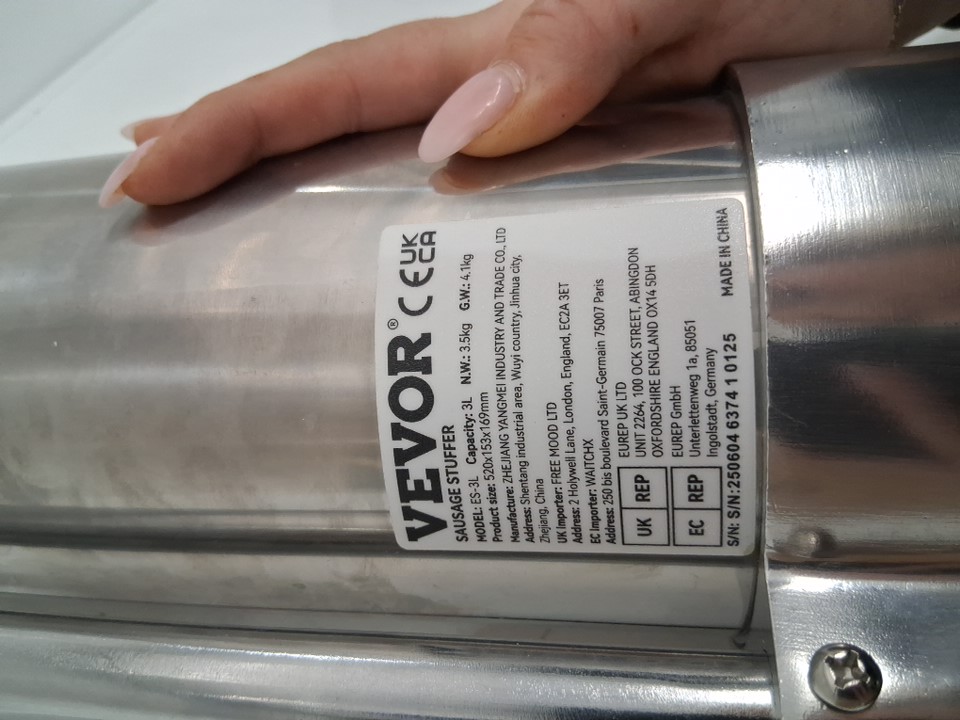 VEVOR® CE UK CA
SAUSAGE STUFFER
MODEL: ES-3L Capacity: 3L N.W.: 3.5kg G.W.: 4.1kg
Product size: 520x153x169mm
Manufacture: ZHEJIANG YANGMEI INDUSTRY AND TRADE CO., LTD
Address: Shentang industrial area, Wuyi country, Jinhua city,
Zhejiang, China
UK Importer: FREE MOOD LTD
Address: 2 Holywell Lane, London, England, EC2A 3ET
EC Importer: WAITCHX
Address: 250 bis boulevard Saint-Germain 75007 Paris
UK REP
EUREP UK LTD
UNIT 2264, 100 OCK STREET, ABINGDON
OXFORDSHIRE ENGLAND OX14 5DH
EC REP
EUREP GmbH
Unterlettenweg 1a, 85051
Ingolstadt, Germany
S/N: S/N:250604 6374 1 0125 MADE IN CHINA